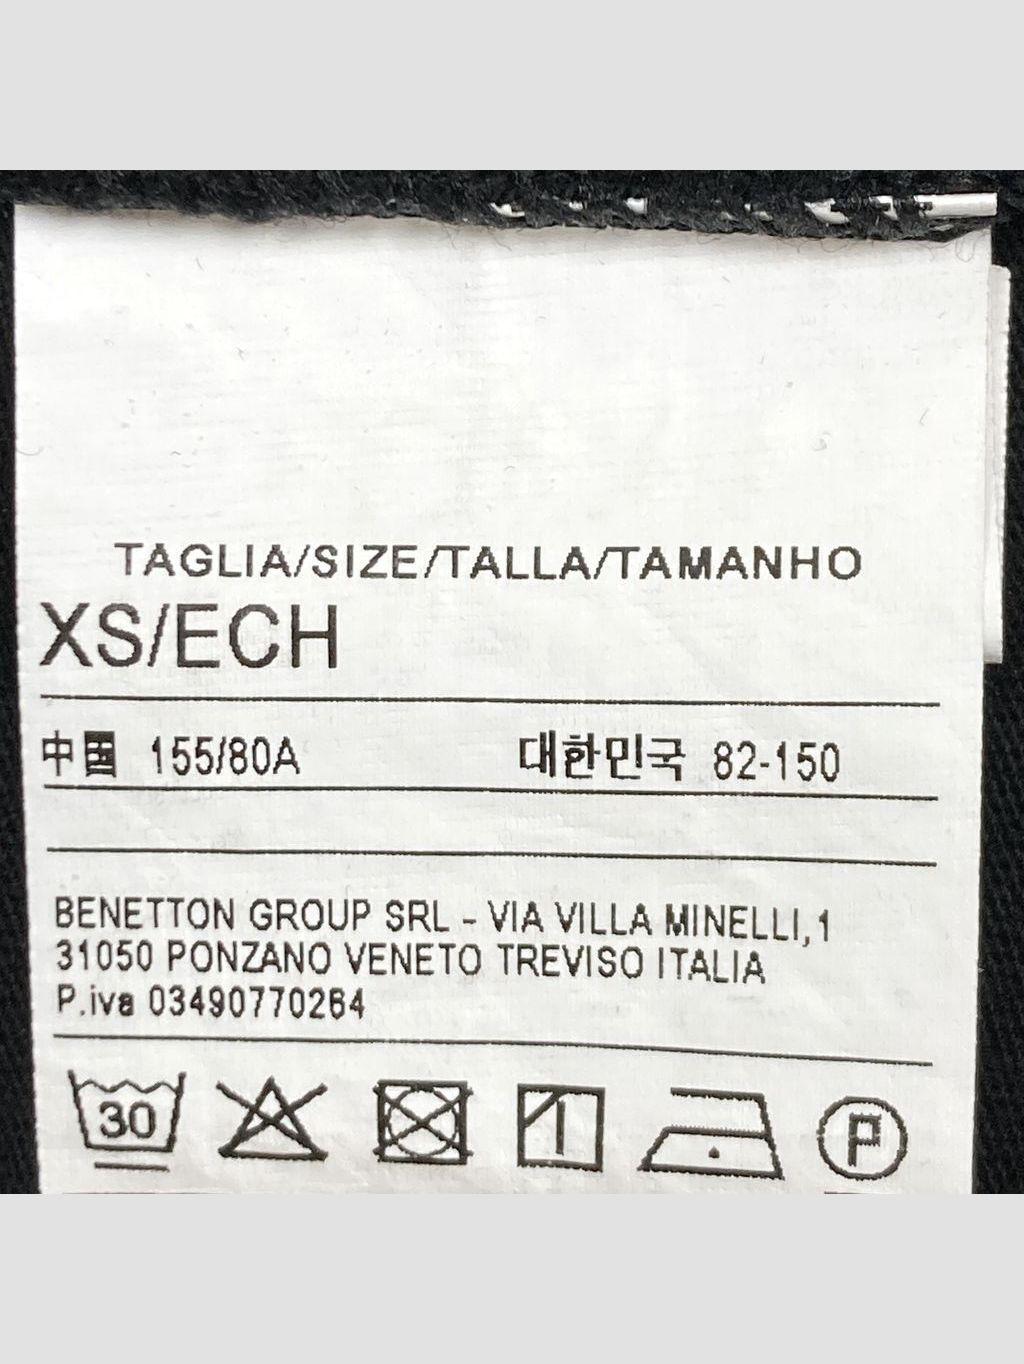 TAGLIA/SIZE/TALLA/TAMANHO
XS/ECH
中国 155/80A 대한민국 82-150
BENETTON GROUP SRL - VIA VILLA MINELLI,1
31050 PONZANO VENETO TREVISO ITALIA
P.iva 03490770264
30
P